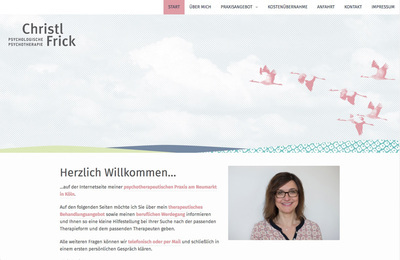 START ÜBER MICH PRAXISANGEBOT KOSTENÜBERNAHME ANFAHRT KONTAKT IMPRESSUM
Christl
PSYCHOLOGISCHE
PSYCHOTHERAPIE
Frick
Herzlich Willkommen...
...auf der Internetseite meiner psychotherapeutischen Praxis am Neumarkt
in Köln.
Auf den folgenden Seiten möchte ich Sie über mein therapeutisches
Behandlungsangebot sowie meinen beruflichen Werdegang informieren
und Ihnen so eine kleine Hilfestellung bei Ihrer Suche nach der passenden
Therapieform und dem passenden Therapeuten geben.
Alle weiteren Fragen können wir telefonisch oder per Mail und schließlich in
einem ersten persönlichen Gespräch klären.